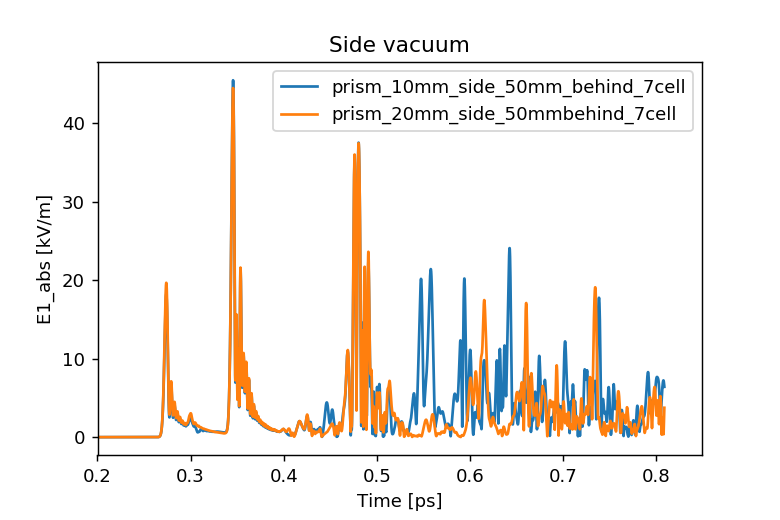 Side vacuum
prism_10mm_side_50mm_behind_7cell
prism_20mm_side_50mmbehind_7cell
E1_abs [kV/m]
40
30
20
10
0
0.2 0.3 0.4 0.5 0.6 0.7 0.8
Time [ps]